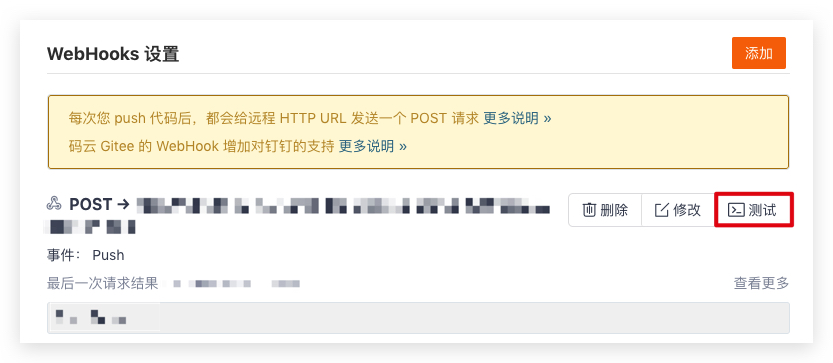 WebHooks 设置
添加
每次您 push 代码后，都会给远程 HTTP URL 发送一个 POST 请求 更多说明 »
码云 Gitee 的 WebHook 增加对钉钉的支持 更多说明 »
POST → 删除 修改 测试
事件： Push
最后一次请求结果 查看更多